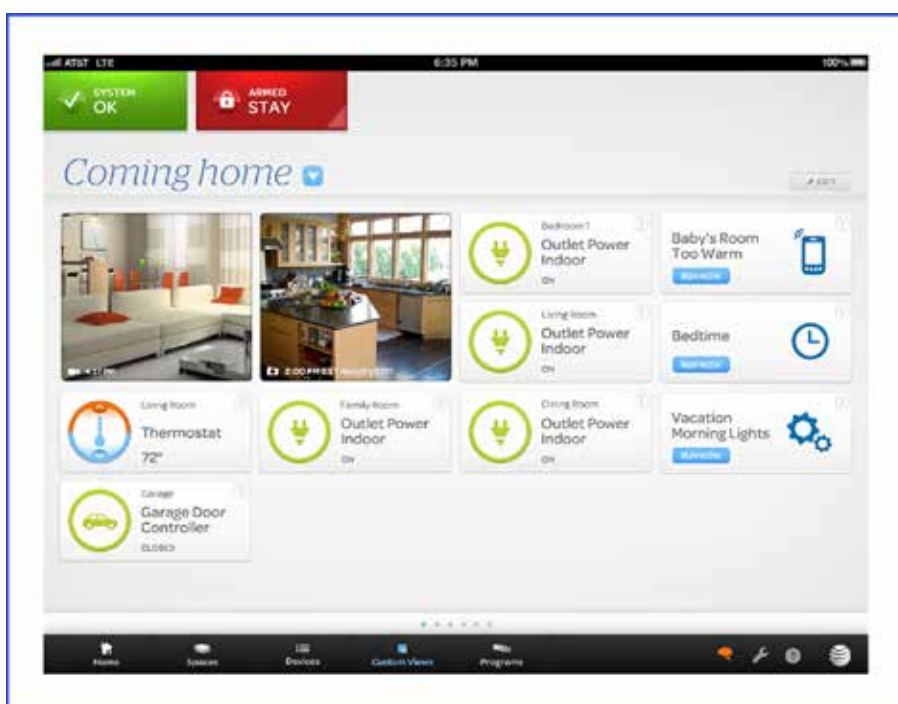 AT&T LTE
6:35 PM
100%
SYSTEM
OK
ARMED
STAY
Coming home
EDIT
4:27 PM
Bedroom 1
Outlet Power
Indoor
ON
Baby's Room
Too Warm
Living Room
Outlet Power
Indoor
ON
Bedtime
Living Room
Thermostat
72°
Family Room
Outlet Power
Indoor
ON
Dining Room
Outlet Power
Indoor
ON
Vacation
Morning Lights
Garage
Garage Door
Controller
CLOSED
Home
Spaces
Devices
Custom Views
Programs